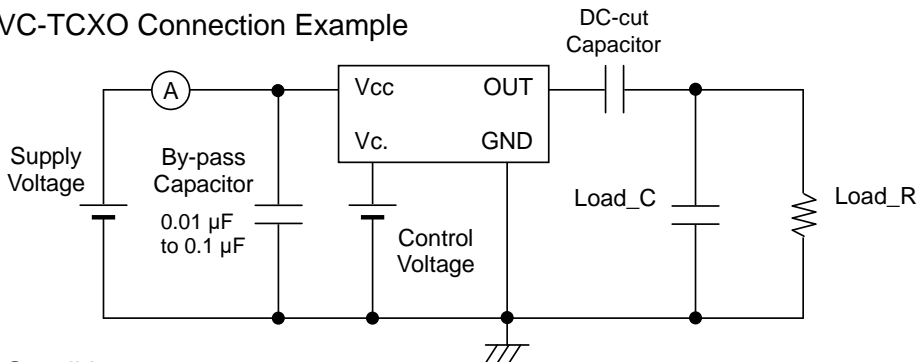 VC-TCXO Connection Example
DC-cut
Capacitor
A
Vcc
OUT
Vc.
GND
Supply
Voltage
By-pass
Capacitor
0.01 µF
to 0.1 µF
Control
Voltage
Load_C
Load_R